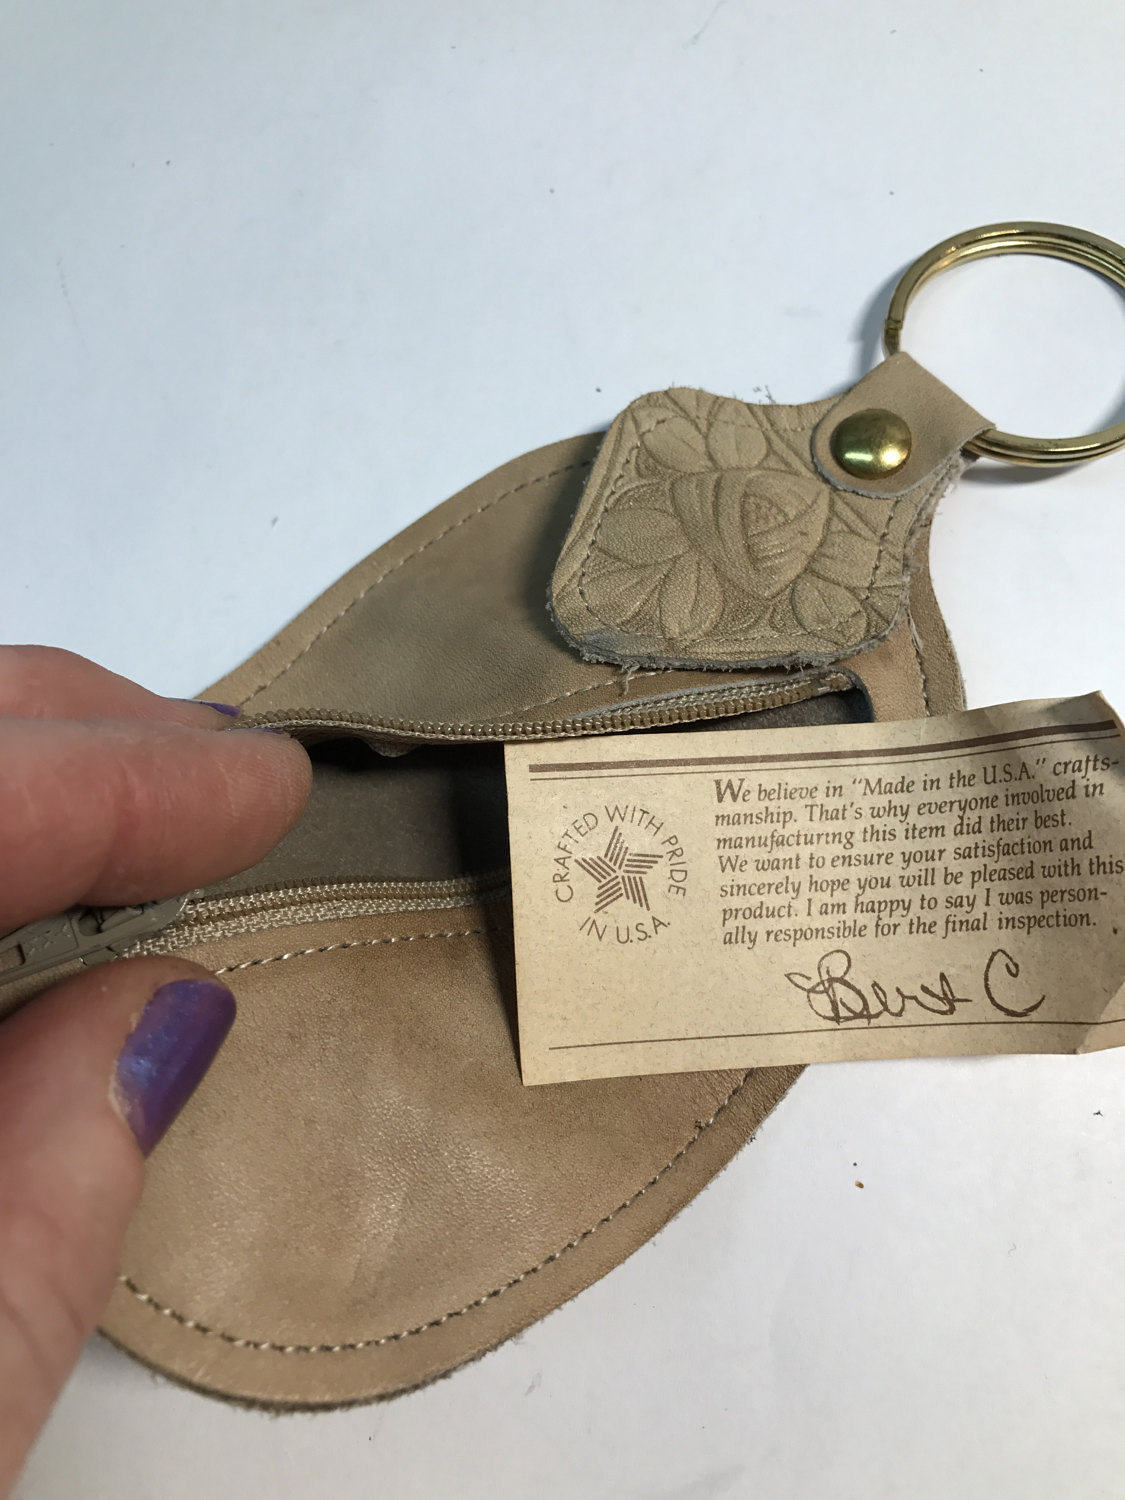 CRAFTED WITH PRIDE
IN U.S.A.
We believe in "Made in the U.S.A." crafts-
manship. That's why everyone involved in
manufacturing this item did their best.
We want to ensure your satisfaction and
sincerely hope you will be pleased with this
product. I am happy to say I was person-
ally responsible for the final inspection.
Bert C